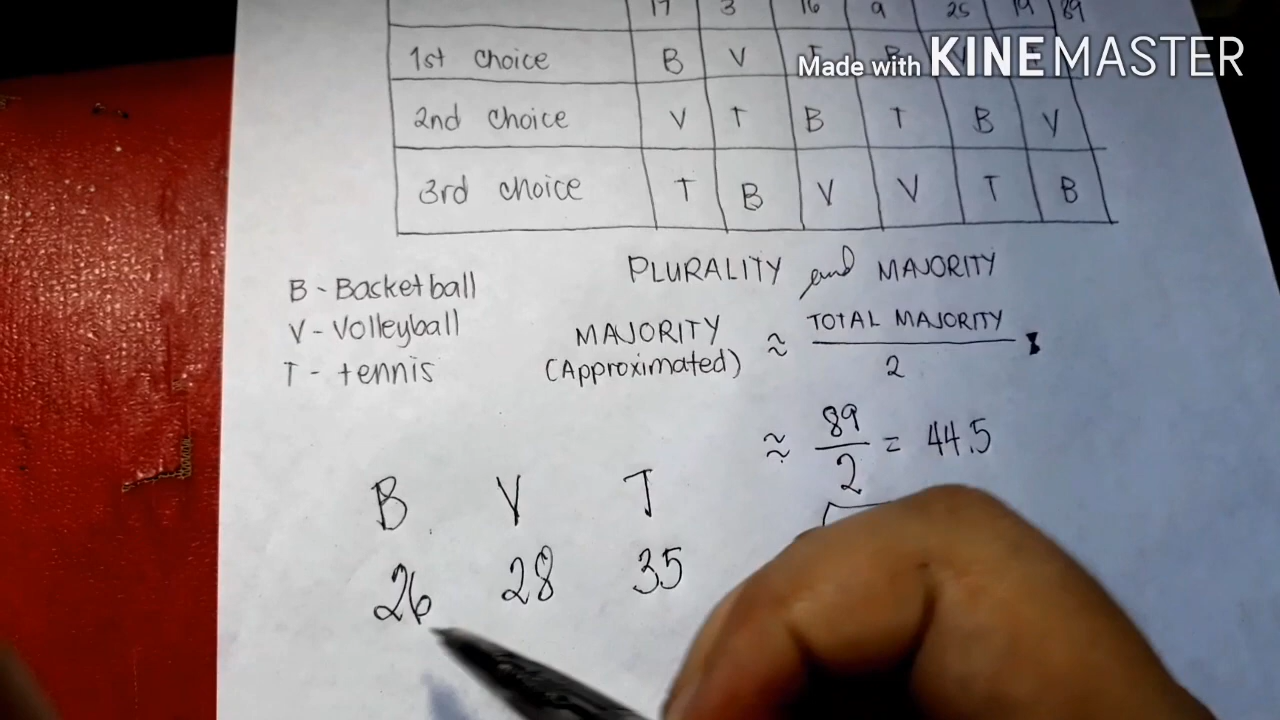 17 3 16 9 25 19 89
1st choice B V
Made with KINEMASTER
2nd choice V T B T B V
3rd choice T B V V T B
PLURALITY and MAJORITY
B - Basketball
V - Volleyball
T - tennis
MAJORITY (Approximated) ≈ TOTAL MAJORITY / 2
≈ 89 / 2 = 44.5
B V T
26 28 35